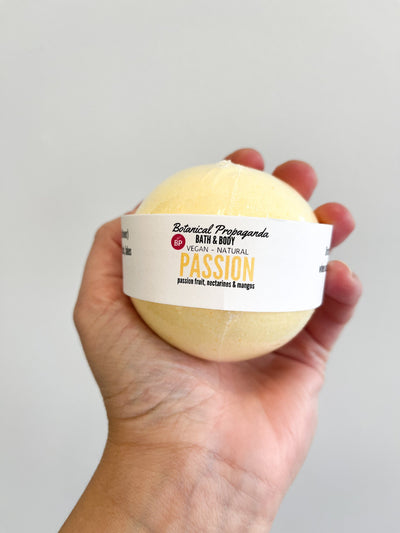 Botanical Propaganda
BATH & BODY
BP
VEGAN - NATURAL
PASSION
passion fruit, nectarines & mangos